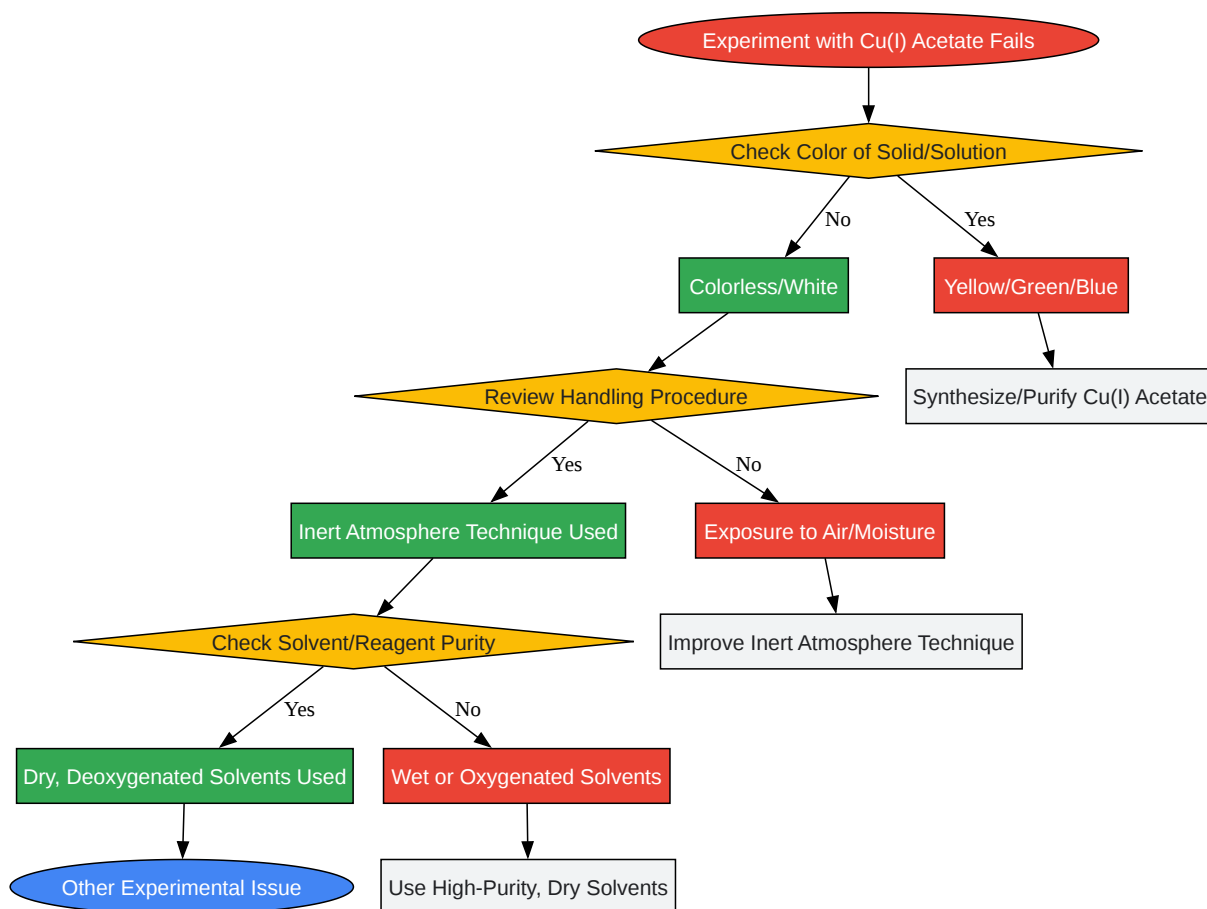 Experiment with Cu(I) Acetate Fails
Check Color of Solid/Solution
No
Yes
Colorless/White
Yellow/Green/Blue
Review Handling Procedure
Synthesize/Purify Cu(I) Acetate
Yes
No
Inert Atmosphere Technique Used
Exposure to Air/Moisture
Check Solvent/Reagent Purity
Improve Inert Atmosphere Technique
Yes
No
Dry, Deoxygenated Solvents Used
Wet or Oxygenated Solvents
Other Experimental Issue
Use High-Purity, Dry Solvents